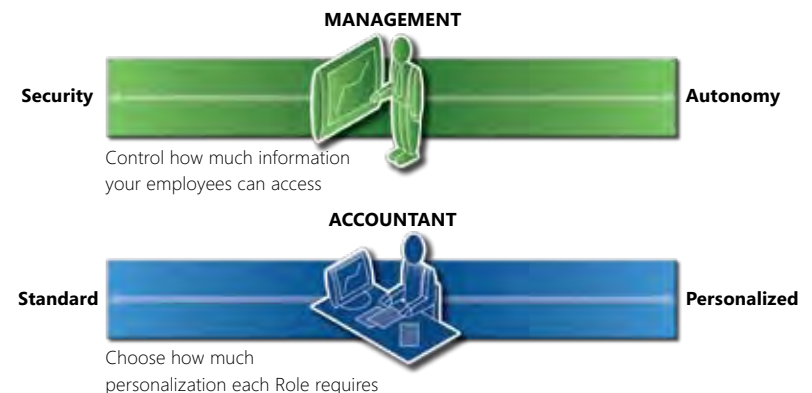 MANAGEMENT
Security
Autonomy
Control how much information
your employees can access
ACCOUNTANT
Standard
Personalized
Choose how much
personalization each Role requires